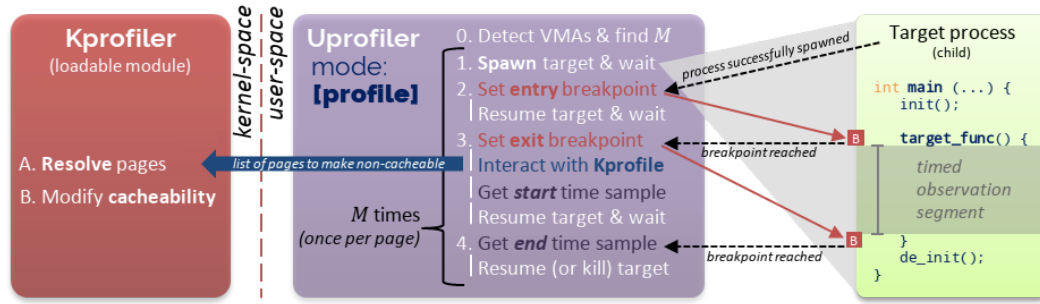 Kprofiler
(loadable module)
A. Resolve pages
B. Modify cacheability
kernel-space
user-space
Uprofiler
mode:
[profile]
M times
(once per page)
0. Detect VMAs & find M
1. Spawn target & wait
2. Set entry breakpoint
Resume target & wait
3. Set exit breakpoint
Interact with Kprofile
Get start time sample
Resume target & wait
4. Get end time sample
Resume (or kill) target
list of pages to make non-cacheable
process successfully spawned
breakpoint reached
breakpoint reached
Target process
(child)
int main (...) {
init();
B
target_func() {
timed
observation
segment
B
}
de_init();
}